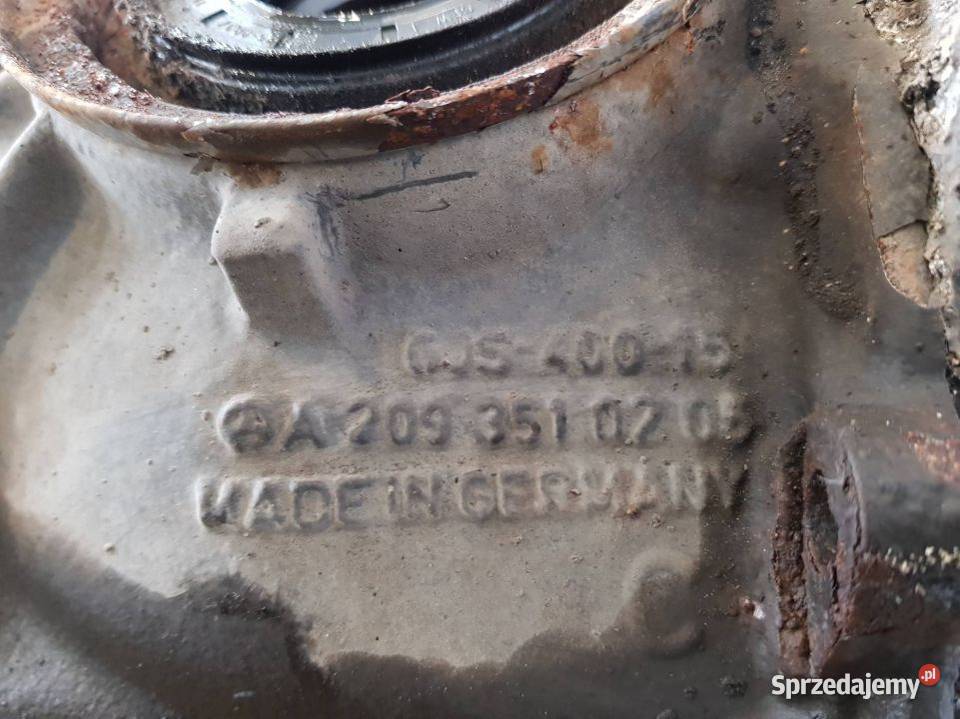 GJS-400-15
A 209 351 02 05
MADE IN GERMANY
Sprzedajemy.pl